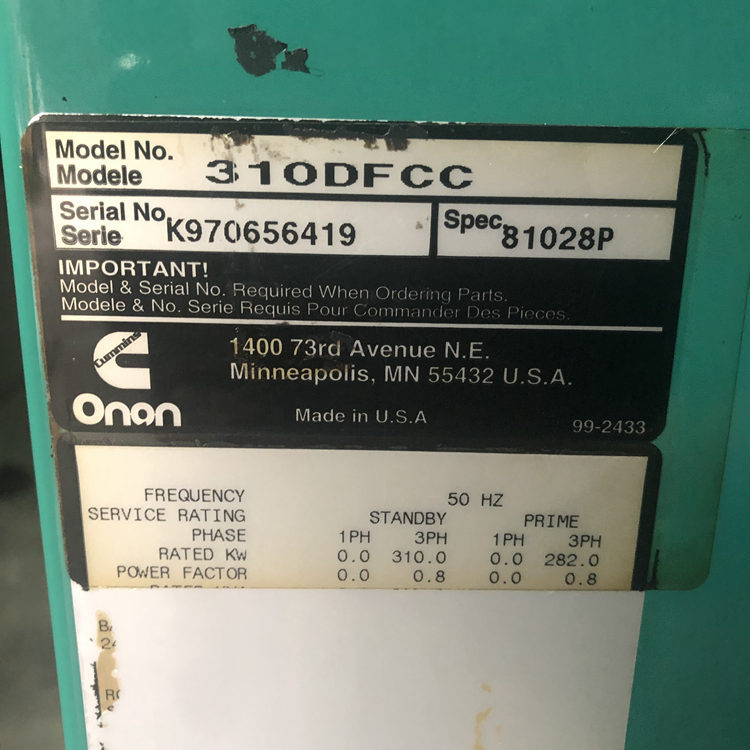 Model No.
Modele 310DFCC
Serial No.
Serie K970656419
Spec. 81028P
IMPORTANT!
Model & Serial No. Required When Ordering Parts.
Modele & No. Serie Requis Pour Commander Des Pieces.
Cummins
Onan
1400 73rd Avenue N.E.
Minneapolis, MN 55432 U.S.A.
Made in U.S.A
99-2433
FREQUENCY 50 HZ
SERVICE RATING STANDBY PRIME
PHASE 1PH 3PH 1PH 3PH
RATED KW 0.0 310.0 0.0 282.0
POWER FACTOR 0.0 0.8 0.0 0.8